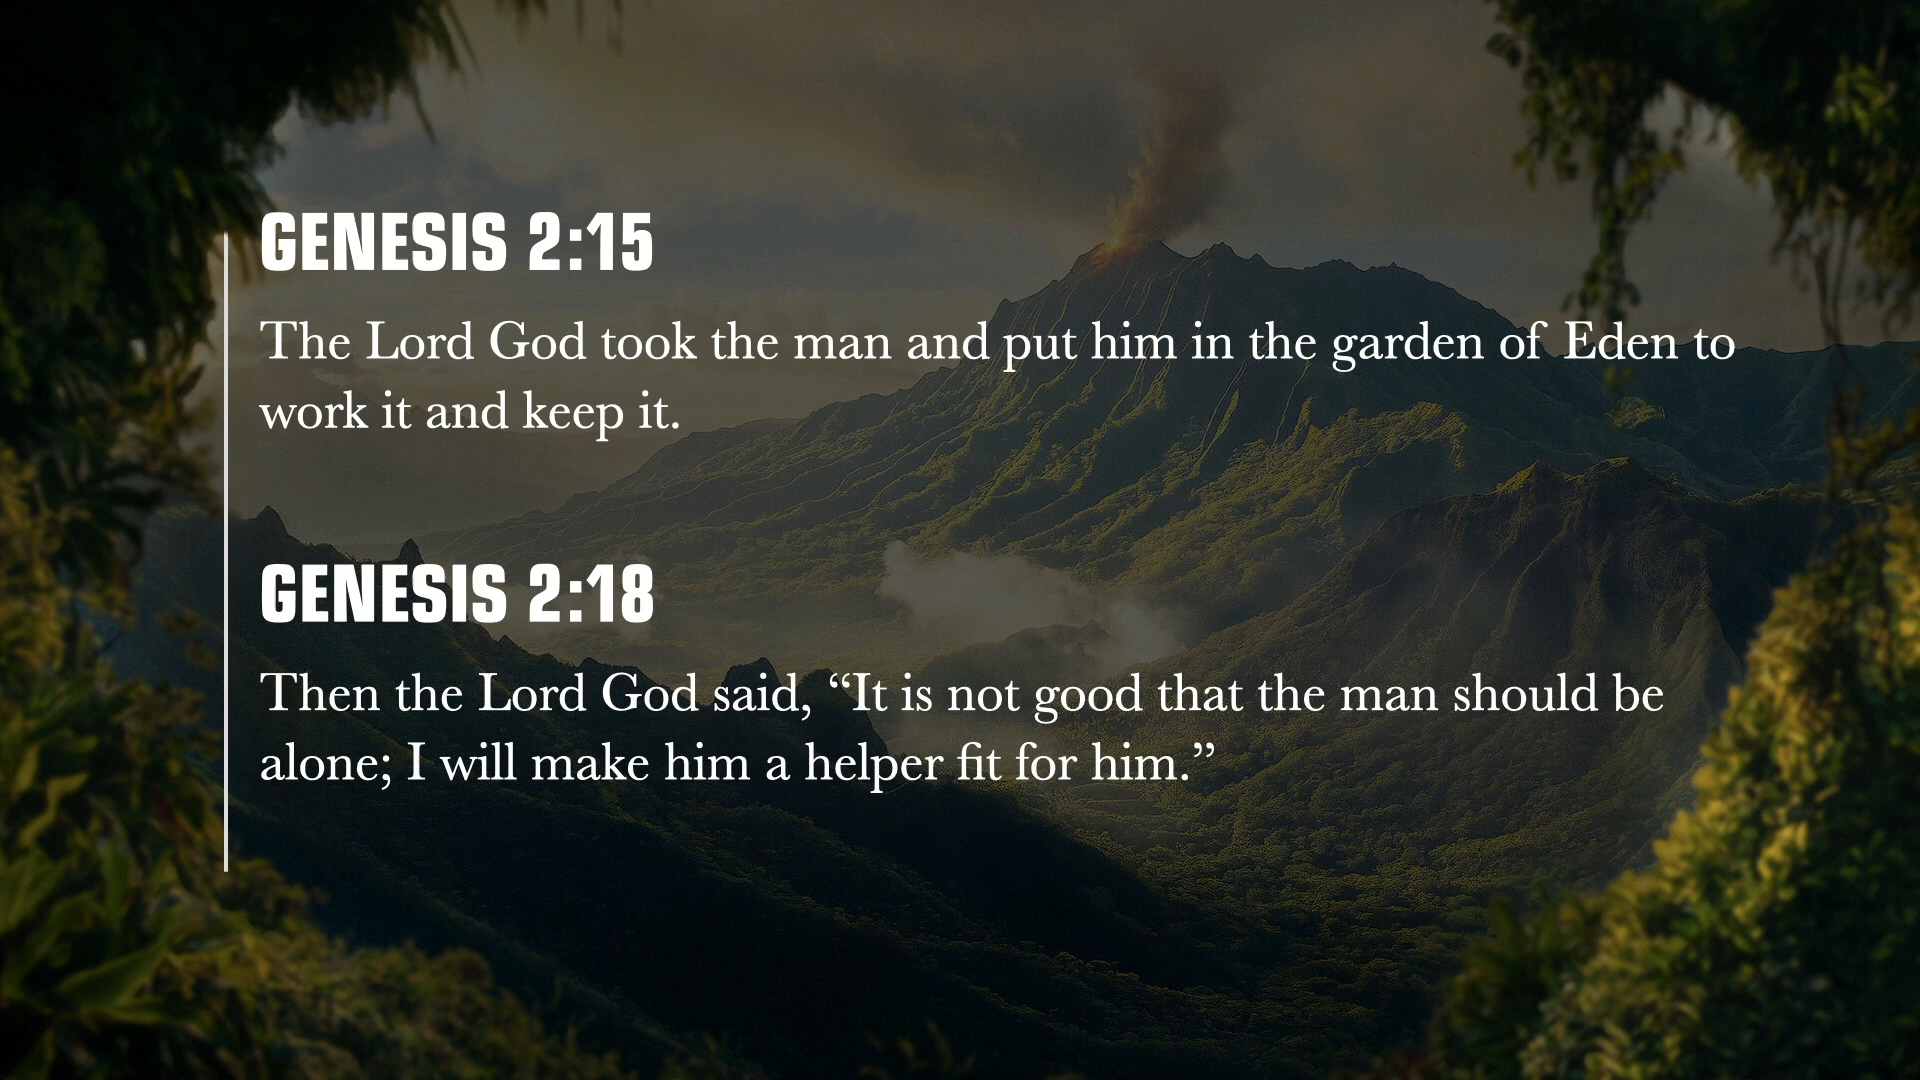 GENESIS 2:15
The Lord God took the man and put him in the garden of Eden to
work it and keep it.
GENESIS 2:18
Then the Lord God said, “It is not good that the man should be
alone; I will make him a helper fit for him.”